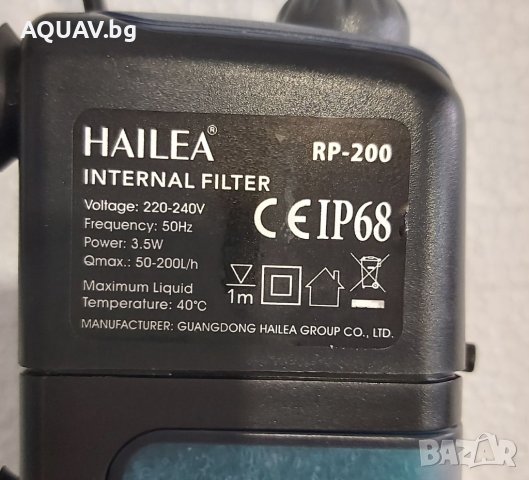 AQUAV.bg
HAILEA® RP-200
INTERNAL FILTER
Voltage: 220-240V
Frequency: 50Hz
Power: 3.5W
Qmax.: 50-200L/h
CE IP68
Maximum Liquid
Temperature: 40°C
1m
MANUFACTURER: GUANGDONG HAILEA GROUP CO., LTD.
BAZAR